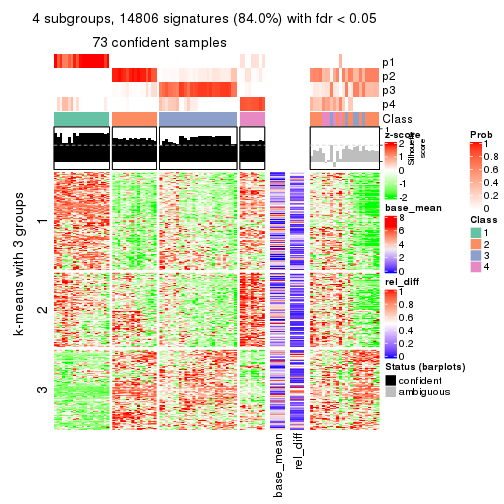 4 subgroups, 14806 signatures (84.0%) with fdr < 0.05
73 confident samples
p1
p2
p3
p4
Class
1
Silhouette
score
k-means with 3 groups
1
2
3
base_mean
rel_diff
z-score
2
1
0
-1
-2
base_mean
8
6
4
2
0
rel_diff
1
0.8
0.6
0.4
0.2
0
Status (barplots)
confident
ambiguous
Prob
1
0.8
0.6
0.4
0.2
0
Class
1
2
3
4